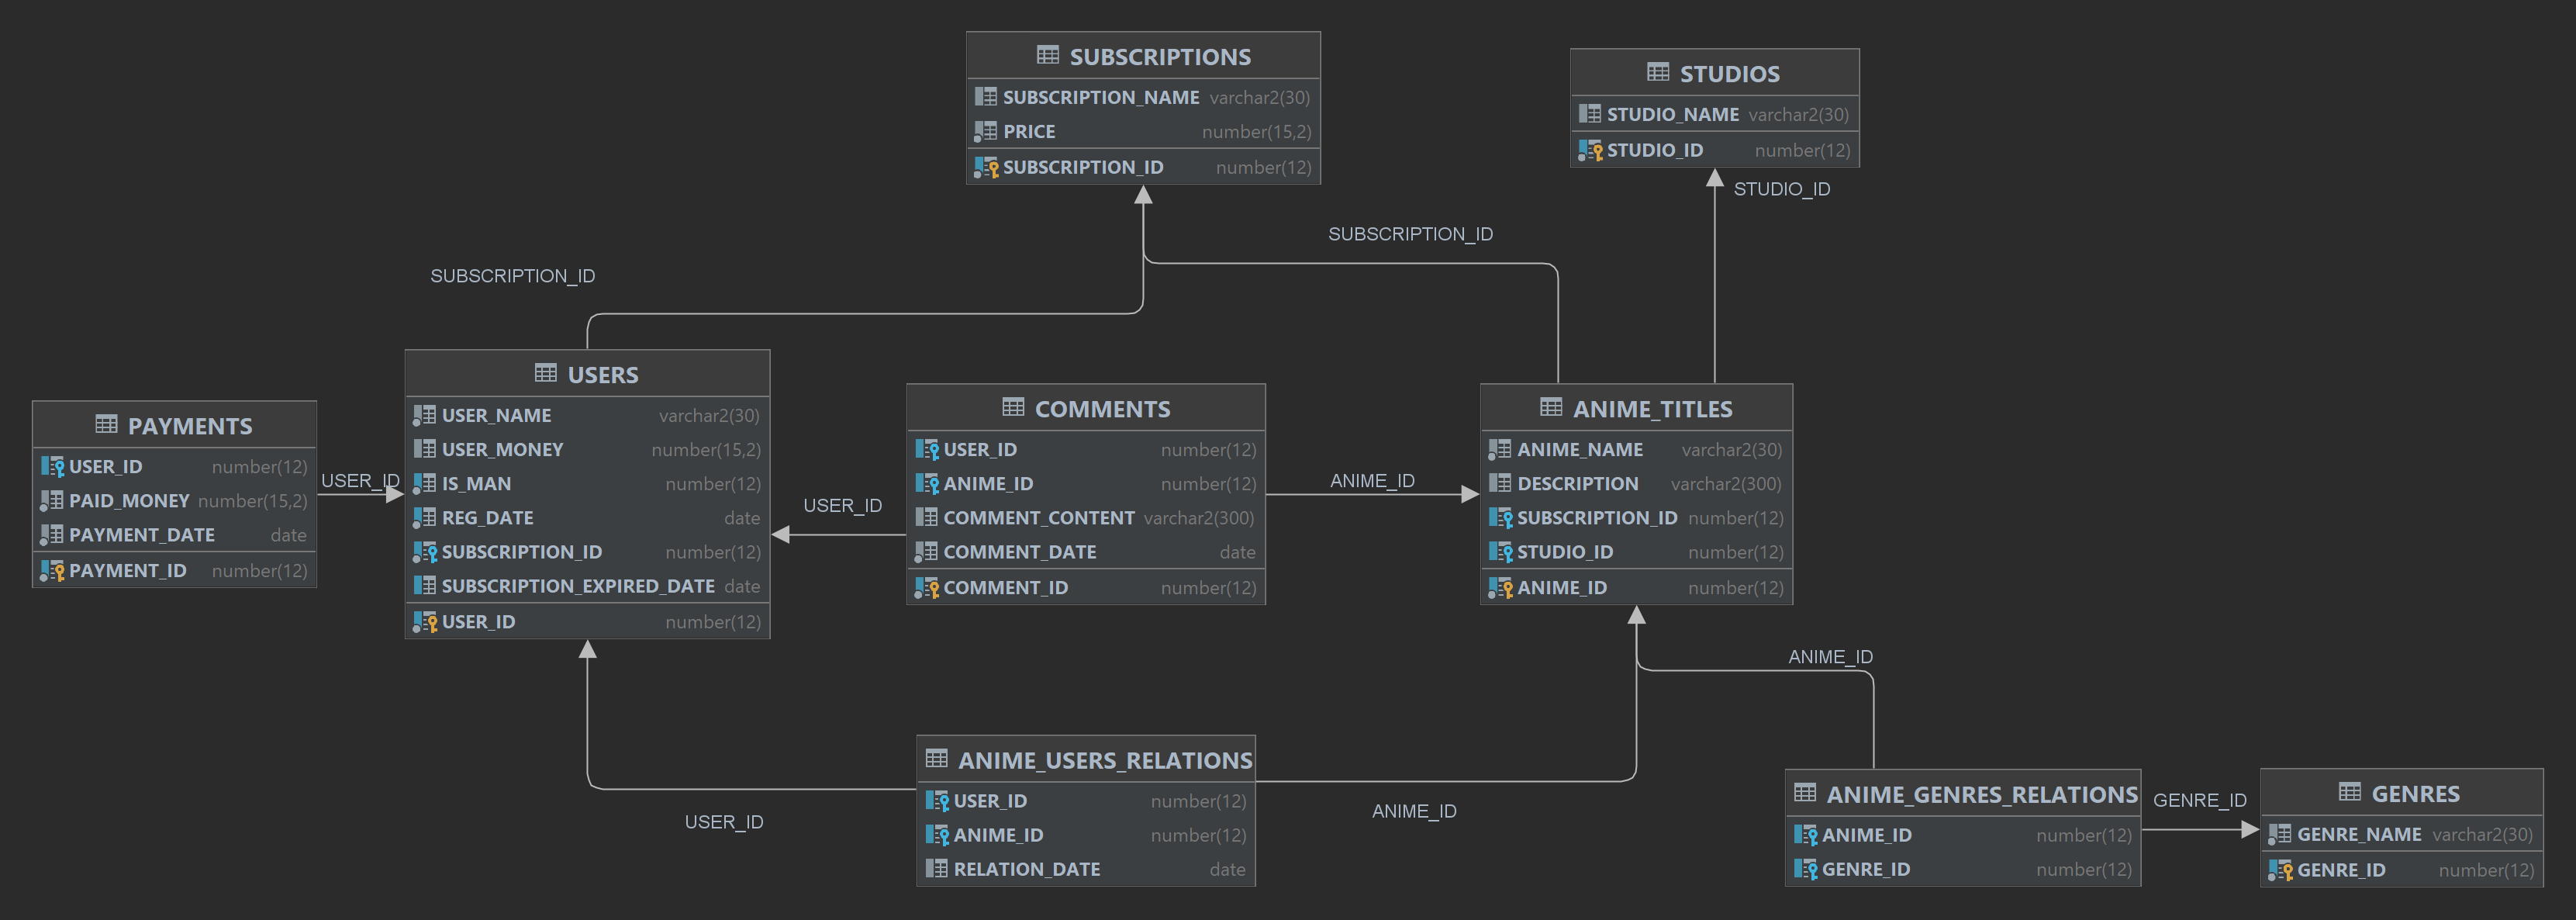 SUBSCRIPTIONS
SUBSCRIPTION_NAME varchar2(30)
PRICE number(15,2)
SUBSCRIPTION_ID number(12)
STUDIOS
STUDIO_NAME varchar2(30)
STUDIO_ID number(12)
STUDIO_ID
SUBSCRIPTION_ID
SUBSCRIPTION_ID
PAYMENTS
USER_ID number(12)
PAID_MONEY number(15,2)
PAYMENT_DATE date
PAYMENT_ID number(12)
USER_ID
USERS
USER_NAME varchar2(30)
USER_MONEY number(15,2)
IS_MAN number(12)
REG_DATE date
SUBSCRIPTION_ID number(12)
SUBSCRIPTION_EXPIRED_DATE date
USER_ID number(12)
USER_ID
COMMENTS
USER_ID number(12)
ANIME_ID number(12)
COMMENT_CONTENT varchar2(300)
COMMENT_DATE date
COMMENT_ID number(12)
ANIME_ID
ANIME_TITLES
ANIME_NAME varchar2(30)
DESCRIPTION varchar2(300)
SUBSCRIPTION_ID number(12)
STUDIO_ID number(12)
ANIME_ID number(12)
ANIME_ID
USER_ID
ANIME_USERS_RELATIONS
USER_ID number(12)
ANIME_ID number(12)
RELATION_DATE date
ANIME_ID
ANIME_GENRES_RELATIONS
ANIME_ID number(12)
GENRE_ID number(12)
GENRE_ID
GENRES
GENRE_NAME varchar2(30)
GENRE_ID number(12)